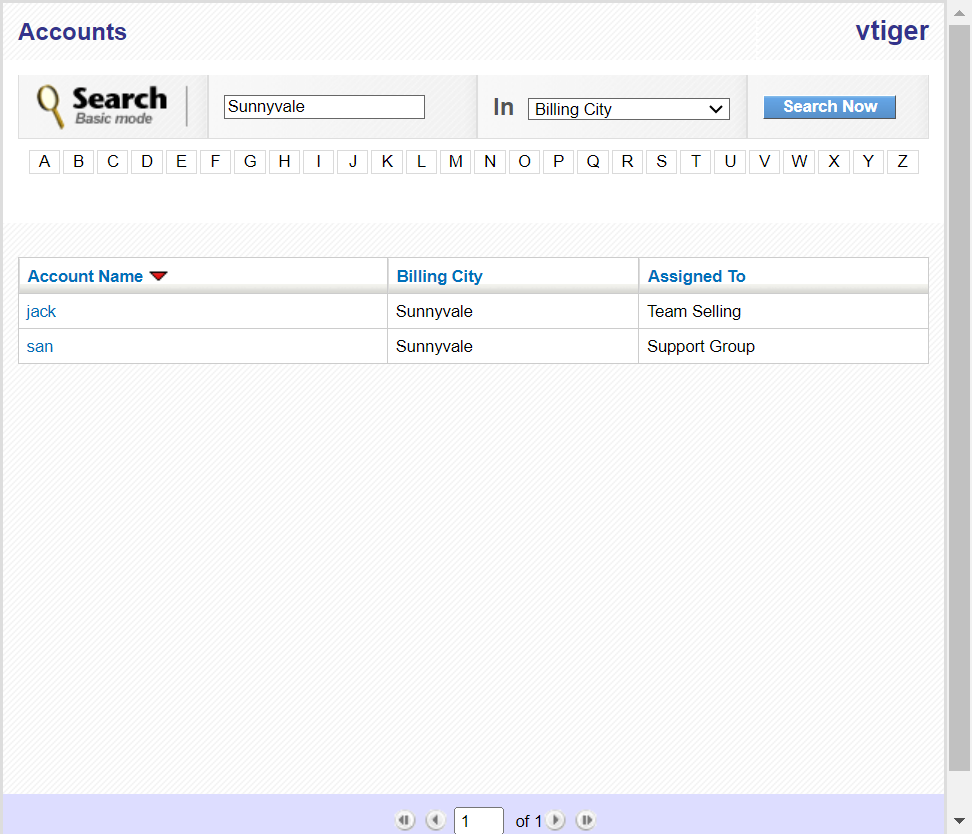 Accounts
vtiger
Search
Basic mode
Sunnyvale
In
Billing City
Search Now
A B C D E F G H I J K L M N O P Q R S T U V W X Y Z
Account Name Billing City Assigned To
jack Sunnyvale Team Selling
san Sunnyvale Support Group
1 of 1